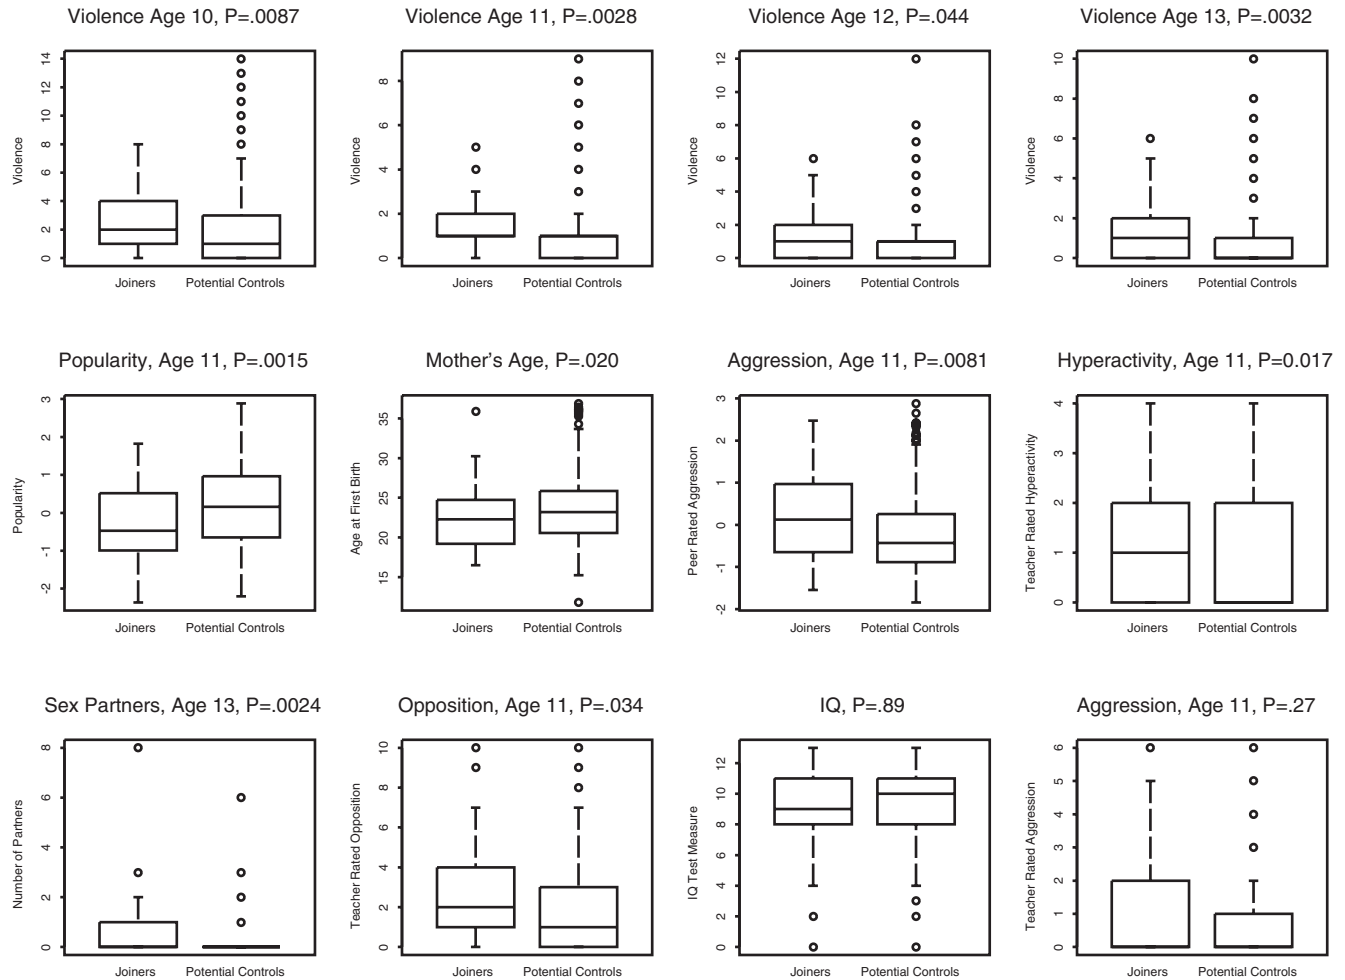 Violence Age 10, P=.0087
Violence
14
12
10
8
6
4
2
0
Joiners Potential Controls
Violence Age 11, P=.0028
Violence
8
6
4
2
0
Joiners Potential Controls
Violence Age 12, P=.044
Violence
12
10
8
6
4
2
0
Joiners Potential Controls
Violence Age 13, P=.0032
Violence
10
8
6
4
2
0
Joiners Potential Controls
Popularity, Age 11, P=.0015
Popularity
3
2
1
0
-1
-2
Joiners Potential Controls
Mother's Age, P=.020
Age at First Birth
35
30
25
20
15
Joiners Potential Controls
Aggression, Age 11, P=.0081
Peer Rated Aggression
3
2
1
0
-1
-2
Joiners Potential Controls
Hyperactivity, Age 11, P=0.017
Teacher Rated Hyperactivity
4
3
2
1
0
Joiners Potential Controls
Sex Partners, Age 13, P=.0024
Number of Partners
8
6
4
2
0
Joiners Potential Controls
Opposition, Age 11, P=.034
Teacher Rated Opposition
10
8
6
4
2
0
Joiners Potential Controls
IQ, P=.89
IQ Test Measure
12
10
8
6
4
2
0
Joiners Potential Controls
Aggression, Age 11, P=.27
Teacher Rated Aggression
6
5
4
3
2
1
0
Joiners Potential Controls